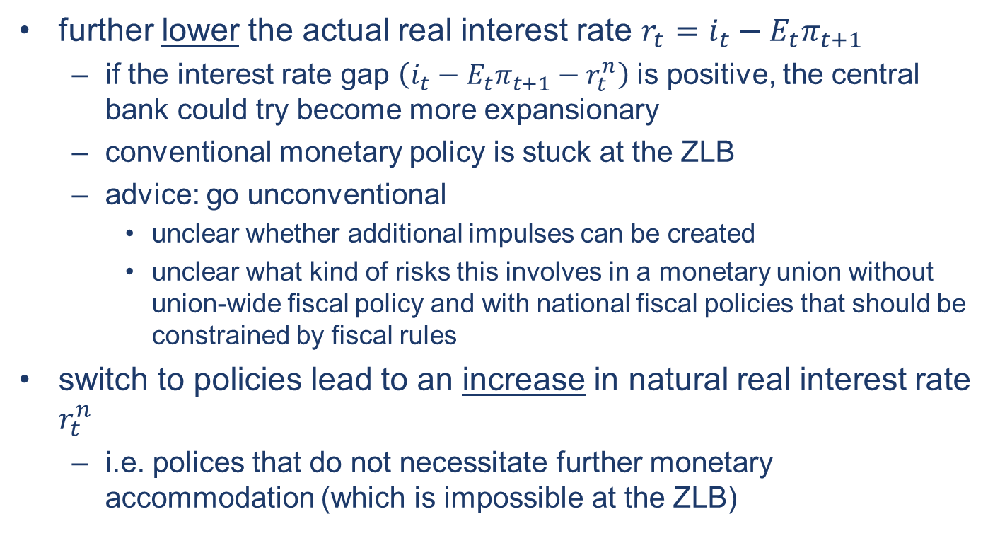 • further lower the actual real interest rate $r_t = i_t - E_t\pi_{t+1}$
– if the interest rate gap $(i_t - E_t\pi_{t+1} - r_t^n)$ is positive, the central
bank could try become more expansionary
– conventional monetary policy is stuck at the ZLB
– advice: go unconventional
• unclear whether additional impulses can be created
• unclear what kind of risks this involves in a monetary union without
union-wide fiscal policy and with national fiscal policies that should be
constrained by fiscal rules
• switch to policies lead to an increase in natural real interest rate
$r_t^n$
– i.e. polices that do not necessitate further monetary
accommodation (which is impossible at the ZLB)